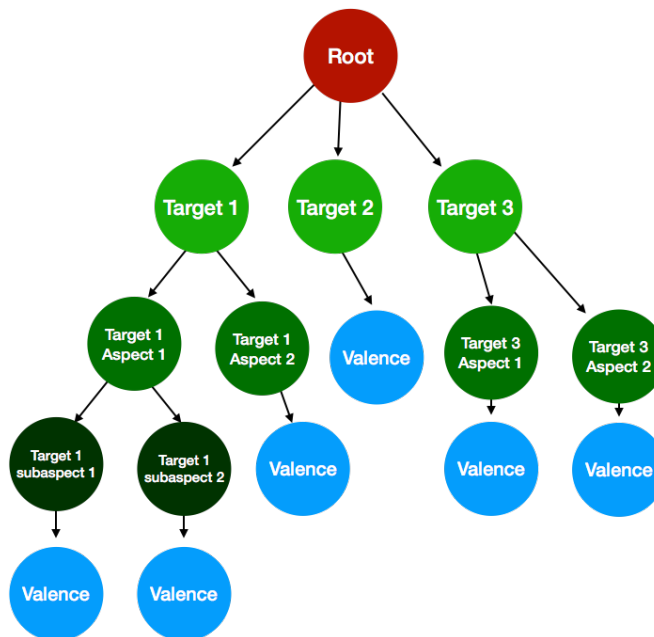 Root
Target 1
Target 2
Target 3
Target 1
Aspect 1
Target 1
Aspect 2
Valence
Target 3
Aspect 1
Target 3
Aspect 2
Target 1
subaspect 1
Target 1
subaspect 2
Valence
Valence
Valence
Valence
Valence